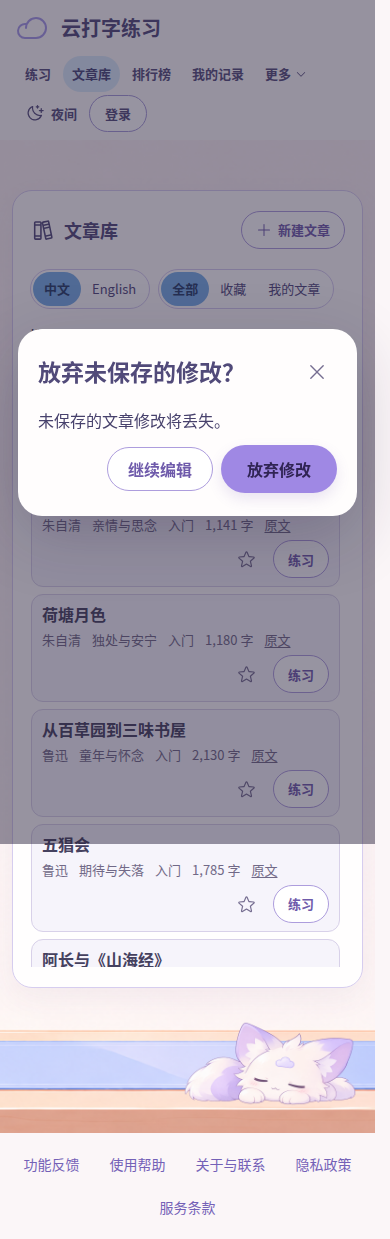 云打字练习
练习 文章库 排行榜 我的记录 更多
夜间 登录
文章库 新建文章
中文 English 全部 收藏 我的文章
放弃未保存的修改?
未保存的文章修改将丢失。
继续编辑 放弃修改
朱自清 亲情与思念 入门 1,141 字 原文
练习
荷塘月色
朱自清 独处与安宁 入门 1,180 字 原文
练习
从百草园到三味书屋
鲁迅 童年与怀念 入门 2,130 字 原文
练习
五猖会
鲁迅 期待与失落 入门 1,785 字 原文
练习
阿长与《山海经》
功能反馈 使用帮助 关于与联系 隐私政策
服务条款